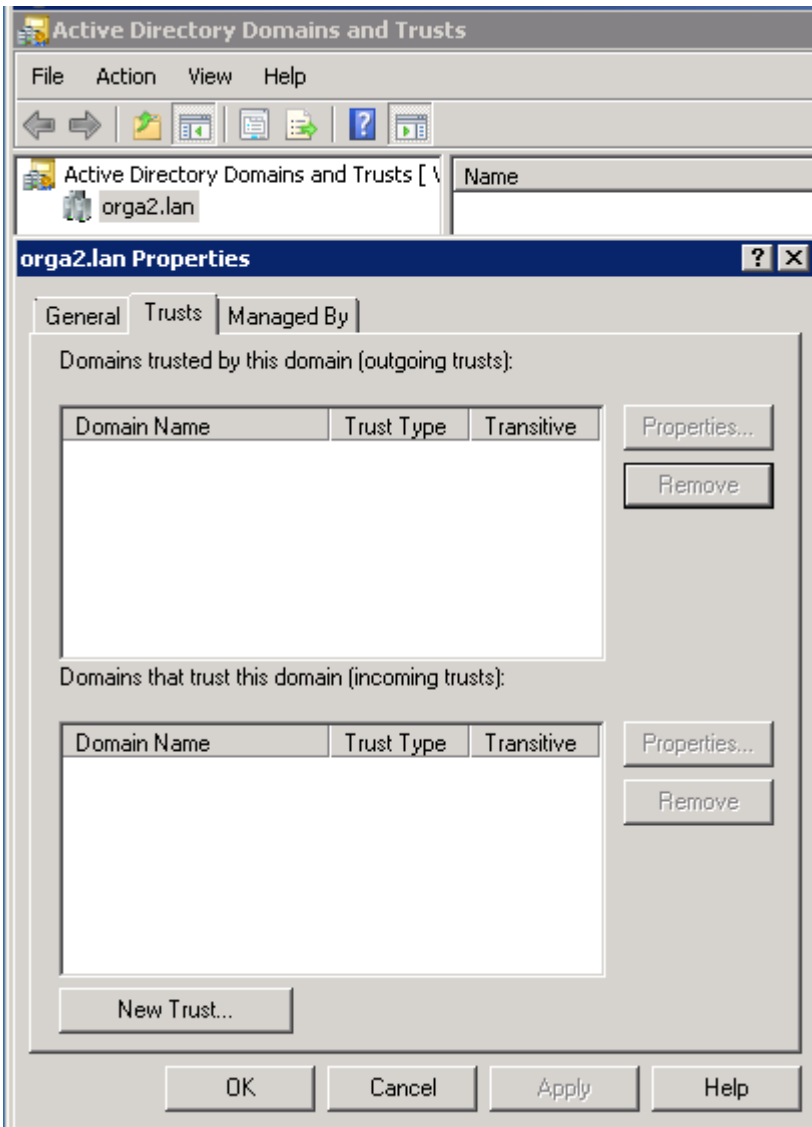 Active Directory Domains and Trusts
File Action View Help
Active Directory Domains and Trusts [
Name
orga2.lan
orga2.lan Properties
General Trusts Managed By
Domains trusted by this domain (outgoing trusts):
Domain Name Trust Type Transitive
Properties...
Remove
Domains that trust this domain (incoming trusts):
Domain Name Trust Type Transitive
Properties...
Remove
New Trust...
OK Cancel Apply Help